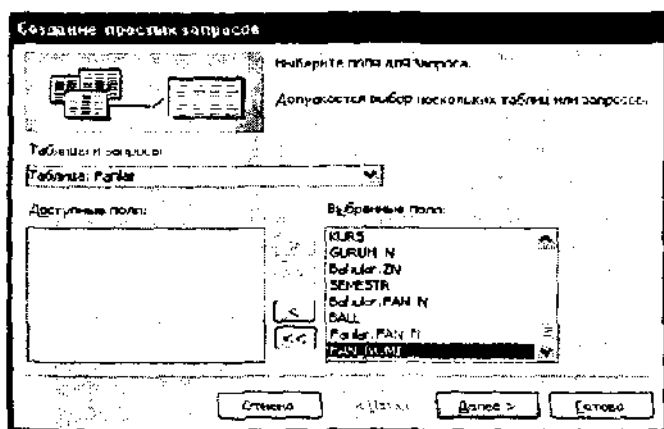 Создание простых запросов
Выберите поля для запроса.
Допускается выбор нескольких таблиц или запросов.
Таблицы и запросы
Таблица: Panlar
Доступные поля:
Выбранные поля:
KURS
GURUH_N
Baholar.ZN
SEMESTR
Baholar.FAN_N
BALL
Fanlar.FAN_N
<
<<
Отмена
< Назад
Далее >
Готово